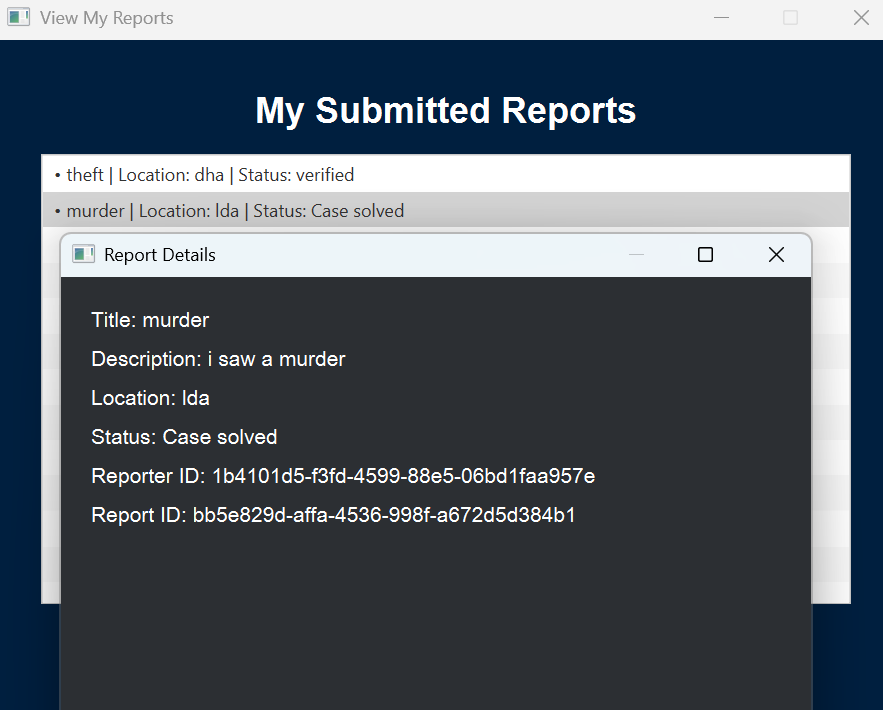 View My Reports
My Submitted Reports
• theft | Location: dha | Status: verified
• murder | Location: lda | Status: Case solved
Report Details
Title: murder
Description: i saw a murder
Location: lda
Status: Case solved
Reporter ID: 1b4101d5-f3fd-4599-88e5-06bd1faa957e
Report ID: bb5e829d-affa-4536-998f-a672d5d384b1